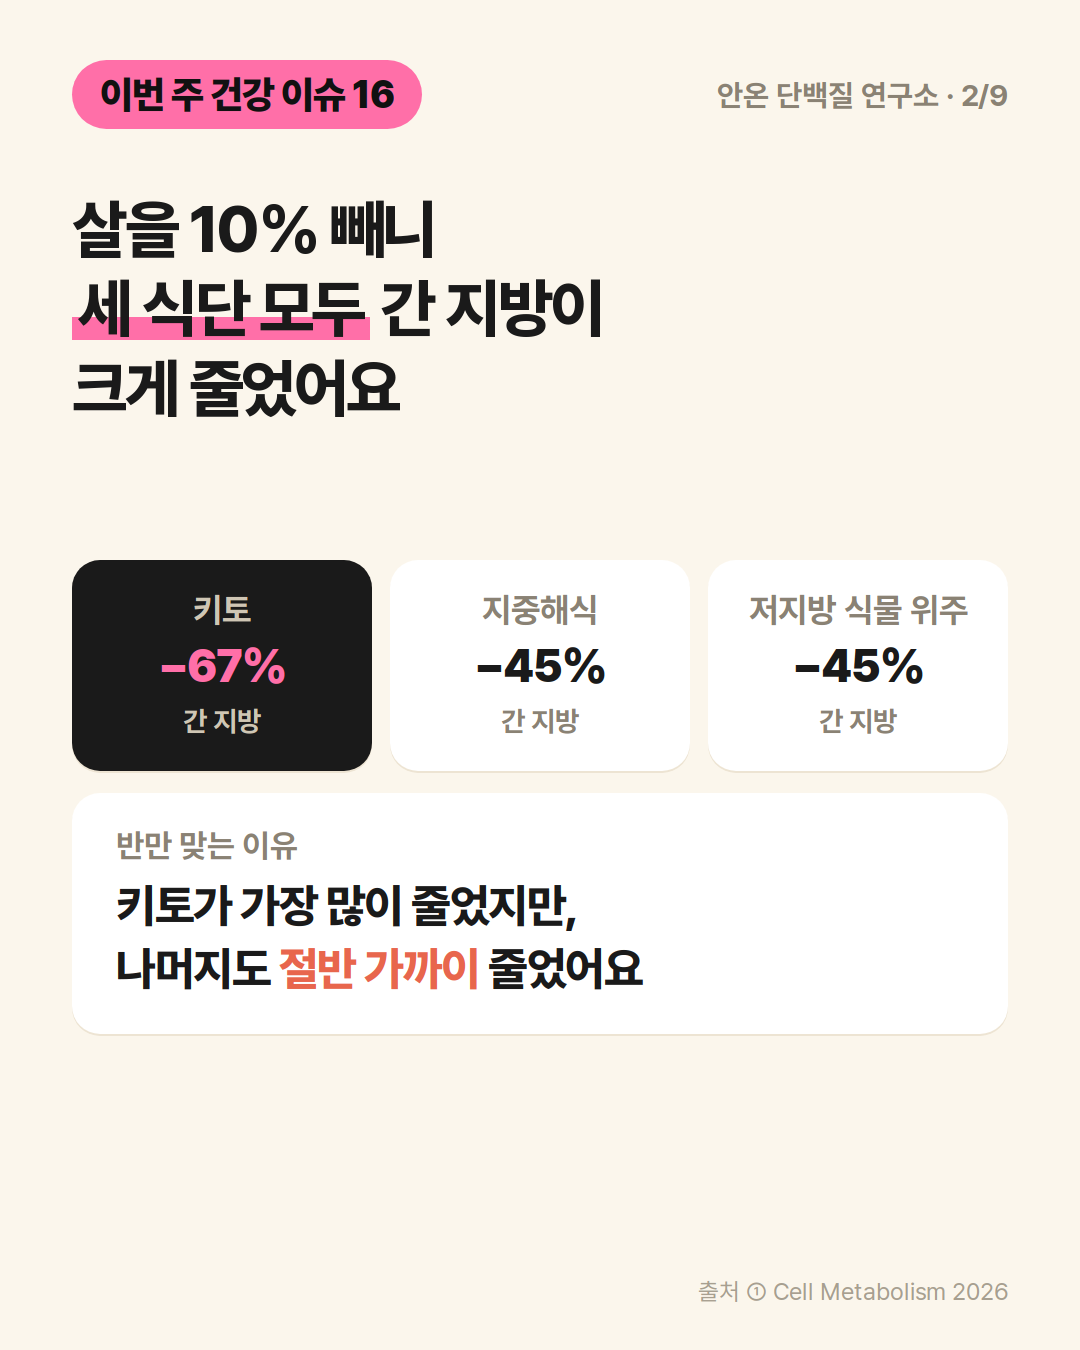 이번 주 건강 이슈 16
안온 단백질 연구소 · 2/9
살을 10% 빼니
세 식단 모두 간 지방이
크게 줄었어요
키토
–67%
간 지방
지중해식
–45%
간 지방
저지방 식물 위주
–45%
간 지방
반만 맞는 이유
키토가 가장 많이 줄었지만,
나머지도 절반 가까이 줄었어요
출처 ① Cell Metabolism 2026